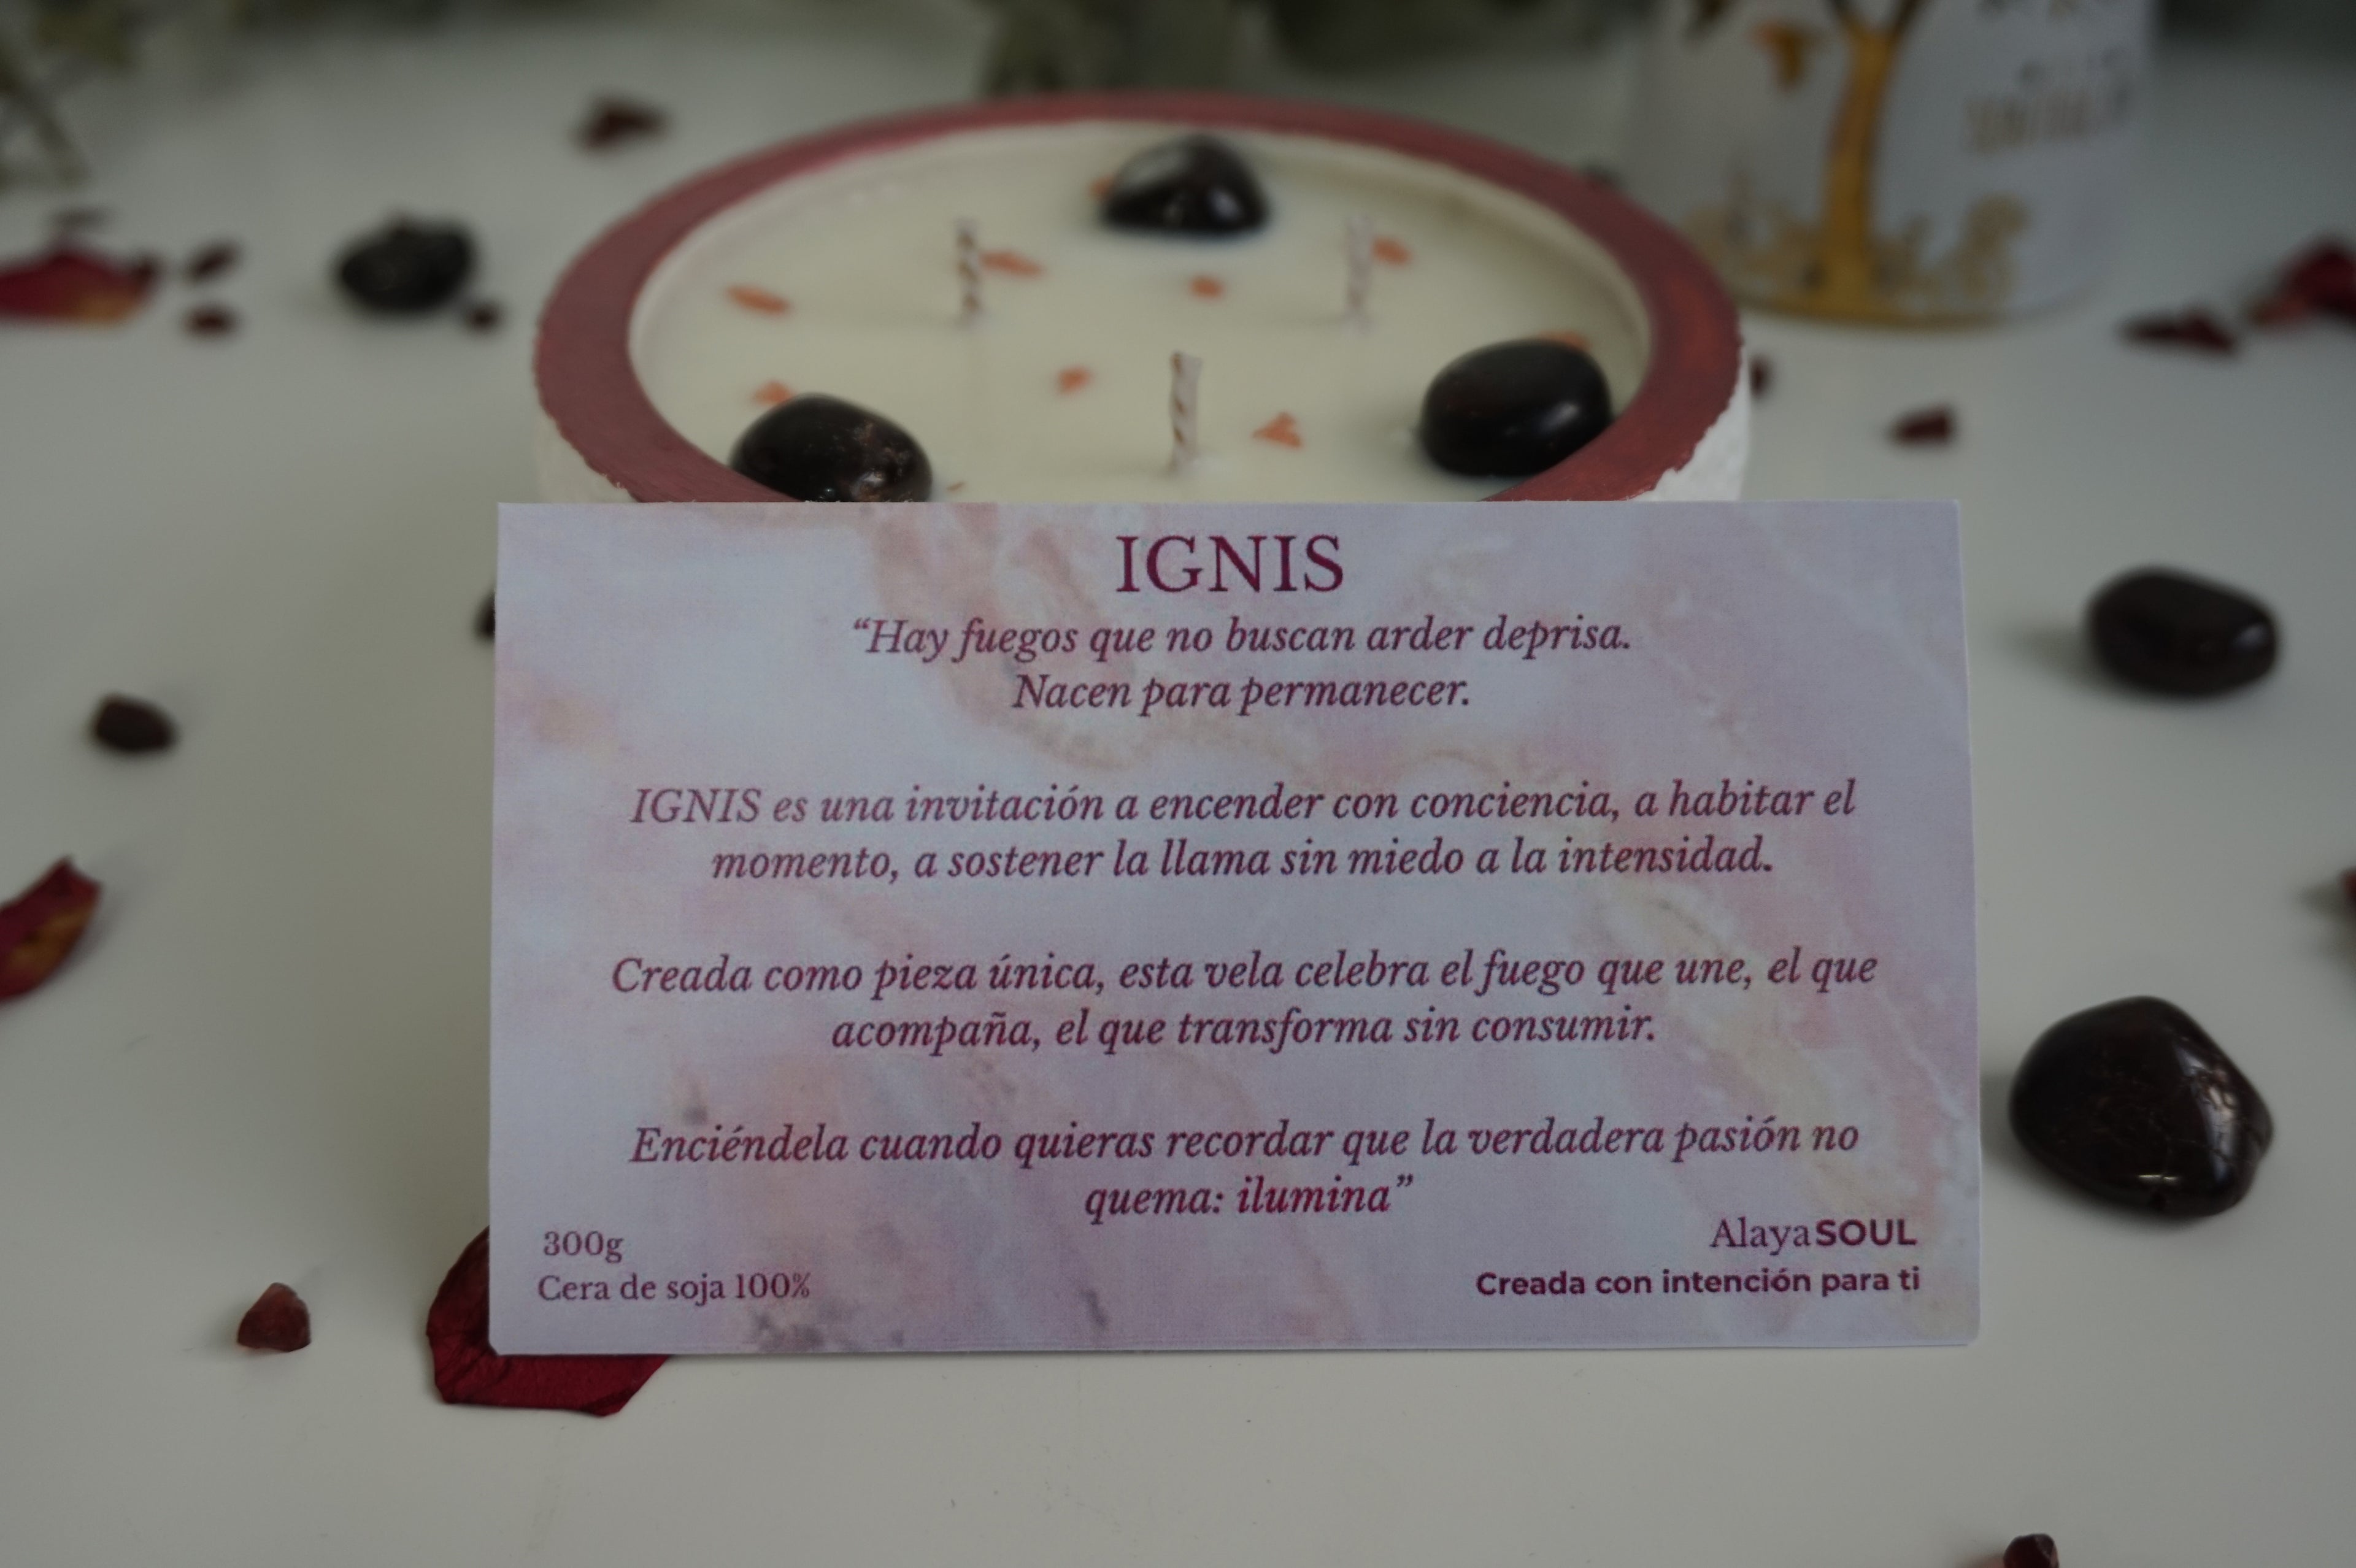 IGNIS
“Hay fuegos que no buscan arder deprisa.
Nacen para permanecer.
IGNIS es una invitación a encender con conciencia, a habitar el
momento, a sostener la llama sin miedo a la intensidad.
Creada como pieza única, esta vela celebra el fuego que une, el que
acompaña, el que transforma sin consumir.
Enciéndela cuando quieras recordar que la verdadera pasión no
quema: ilumina”
300g
Cera de soja 100%
AlayaSOUL
Creada con intención para ti